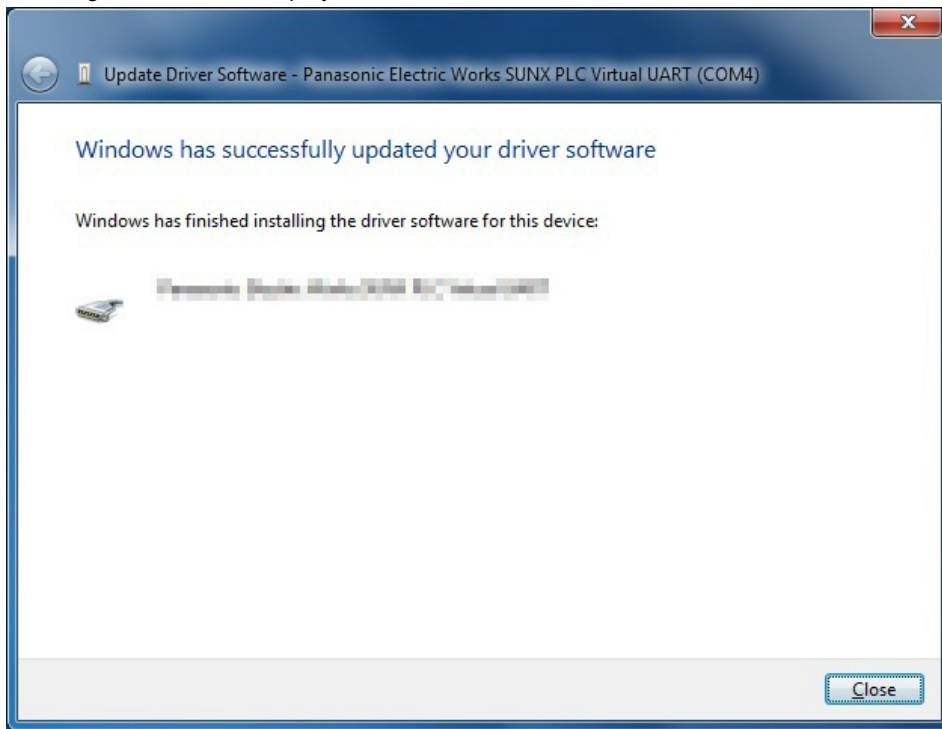 Update Driver Software - Panasonic Electric Works SUNX PLC Virtual UART (COM4)
Windows has successfully updated your driver software
Windows has finished installing the driver software for this device:
Close